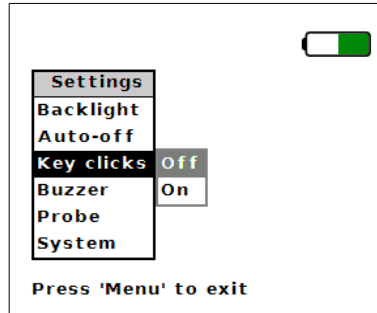 Settings
Backlight
Auto-off
Key clicks Off
Buzzer On
Probe
System
Press 'Menu' to exit